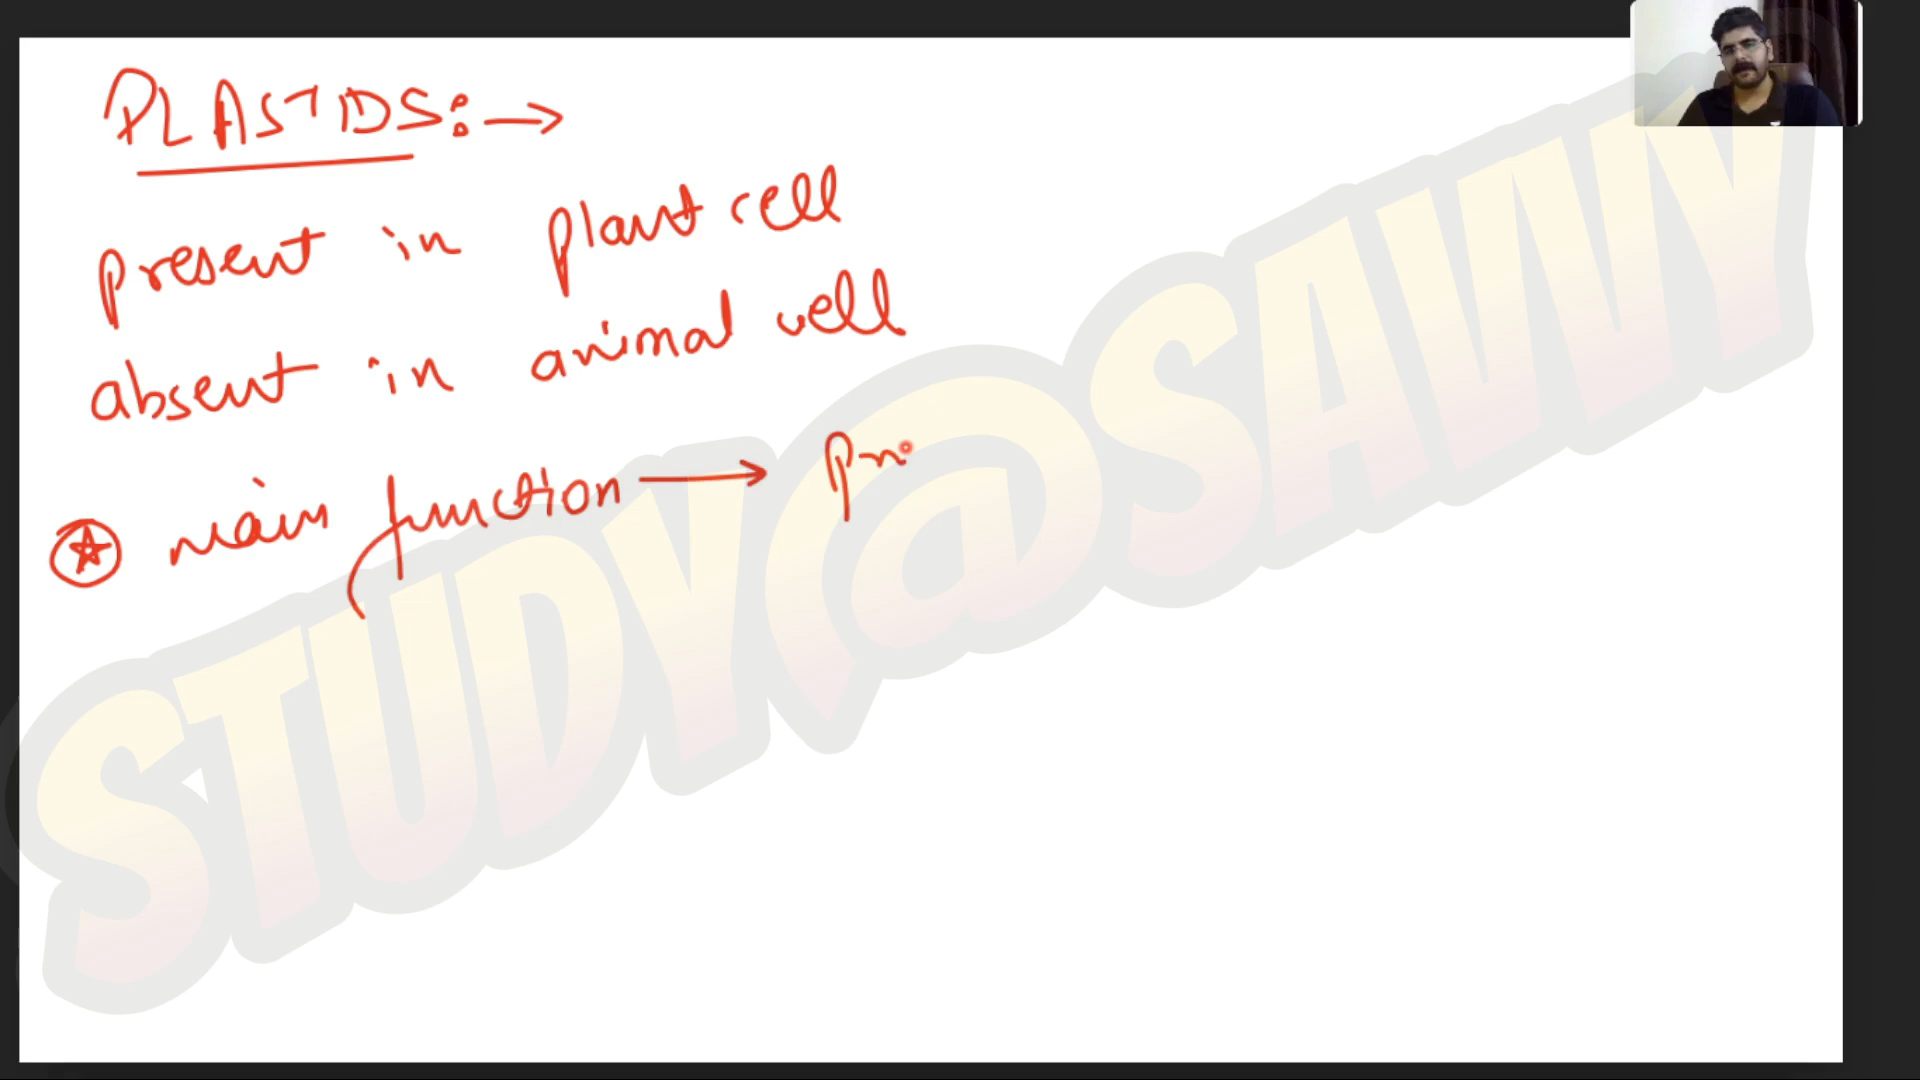 PLASTIDS:→
present in plant cell
absent in animal cell
main function →
STUDY@SAVVY